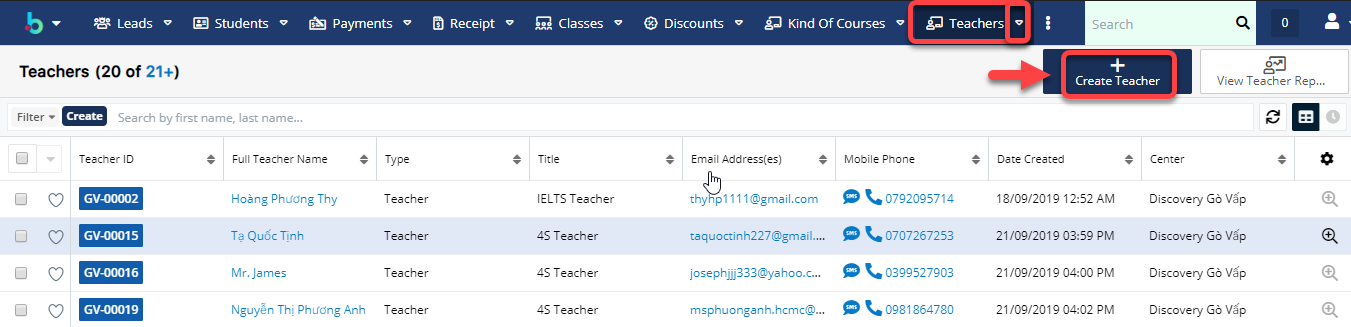 Leads Students Payments Receipt Classes Discounts Kind Of Courses Teachers Search 0
Teachers (20 of 21+) Create Teacher View Teacher Rep...
Filter Create Search by first name, last name...
Teacher ID Full Teacher Name Type Title Email Address(es) Mobile Phone Date Created Center
GV-00002 Hoàng Phương Thy Teacher IELTS Teacher thyhp1111@gmail.com SMS 0792095714 18/09/2019 12:52 AM Discovery Gò Vấp
GV-00015 Tạ Quốc Tịnh Teacher 4S Teacher taquoctinh227@gmail.... SMS 0707267253 21/09/2019 03:59 PM Discovery Gò Vấp
GV-00016 Mr. James Teacher 4S Teacher josephjjj333@yahoo.c... SMS 0399527903 21/09/2019 04:00 PM Discovery Gò Vấp
GV-00019 Nguyễn Thị Phương Anh Teacher 4S Teacher msphuonganh.hcmc@... SMS 0981864780 21/09/2019 04:02 PM Discovery Gò Vấp